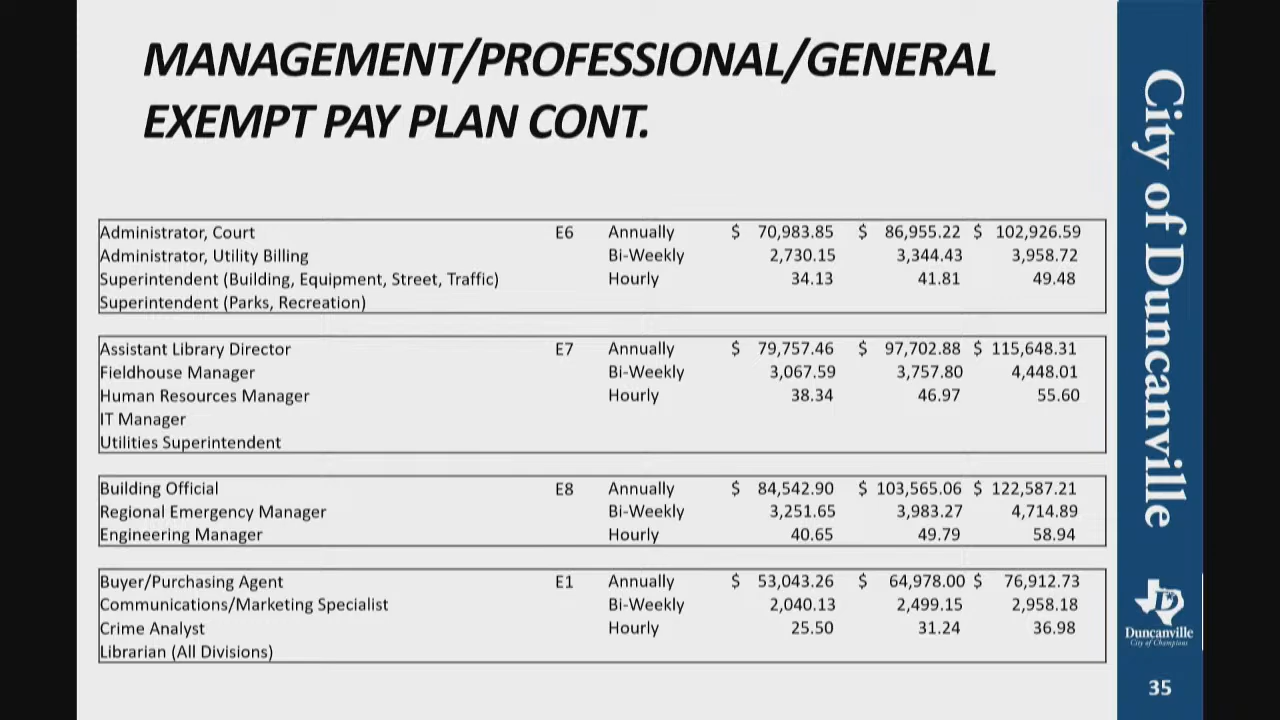 MANAGEMENT/PROFESSIONAL/GENERAL
EXEMPT PAY PLAN CONT.
Administrator, Court E6 Annually $ 70,983.85 $ 86,955.22 $ 102,926.59
Administrator, Utility Billing Bi-Weekly 2,730.15 3,344.43 3,958.72
Superintendent (Building, Equipment, Street, Traffic) Hourly 34.13 41.81 49.48
Superintendent (Parks, Recreation)
Assistant Library Director E7 Annually $ 79,757.46 $ 97,702.88 $ 115,648.31
Fieldhouse Manager Bi-Weekly 3,067.59 3,757.80 4,448.01
Human Resources Manager Hourly 38.34 46.97 55.60
IT Manager
Utilities Superintendent
Building Official E8 Annually $ 84,542.90 $ 103,565.06 $ 122,587.21
Regional Emergency Manager Bi-Weekly 3,251.65 3,983.27 4,714.89
Engineering Manager Hourly 40.65 49.79 58.94
Buyer/Purchasing Agent E1 Annually $ 53,043.26 $ 64,978.00 $ 76,912.73
Communications/Marketing Specialist Bi-Weekly 2,040.13 2,499.15 2,958.18
Crime Analyst Hourly 25.50 31.24 36.98
Librarian (All Divisions)
City of Duncanville
D
Duncanville
City of Champions
35